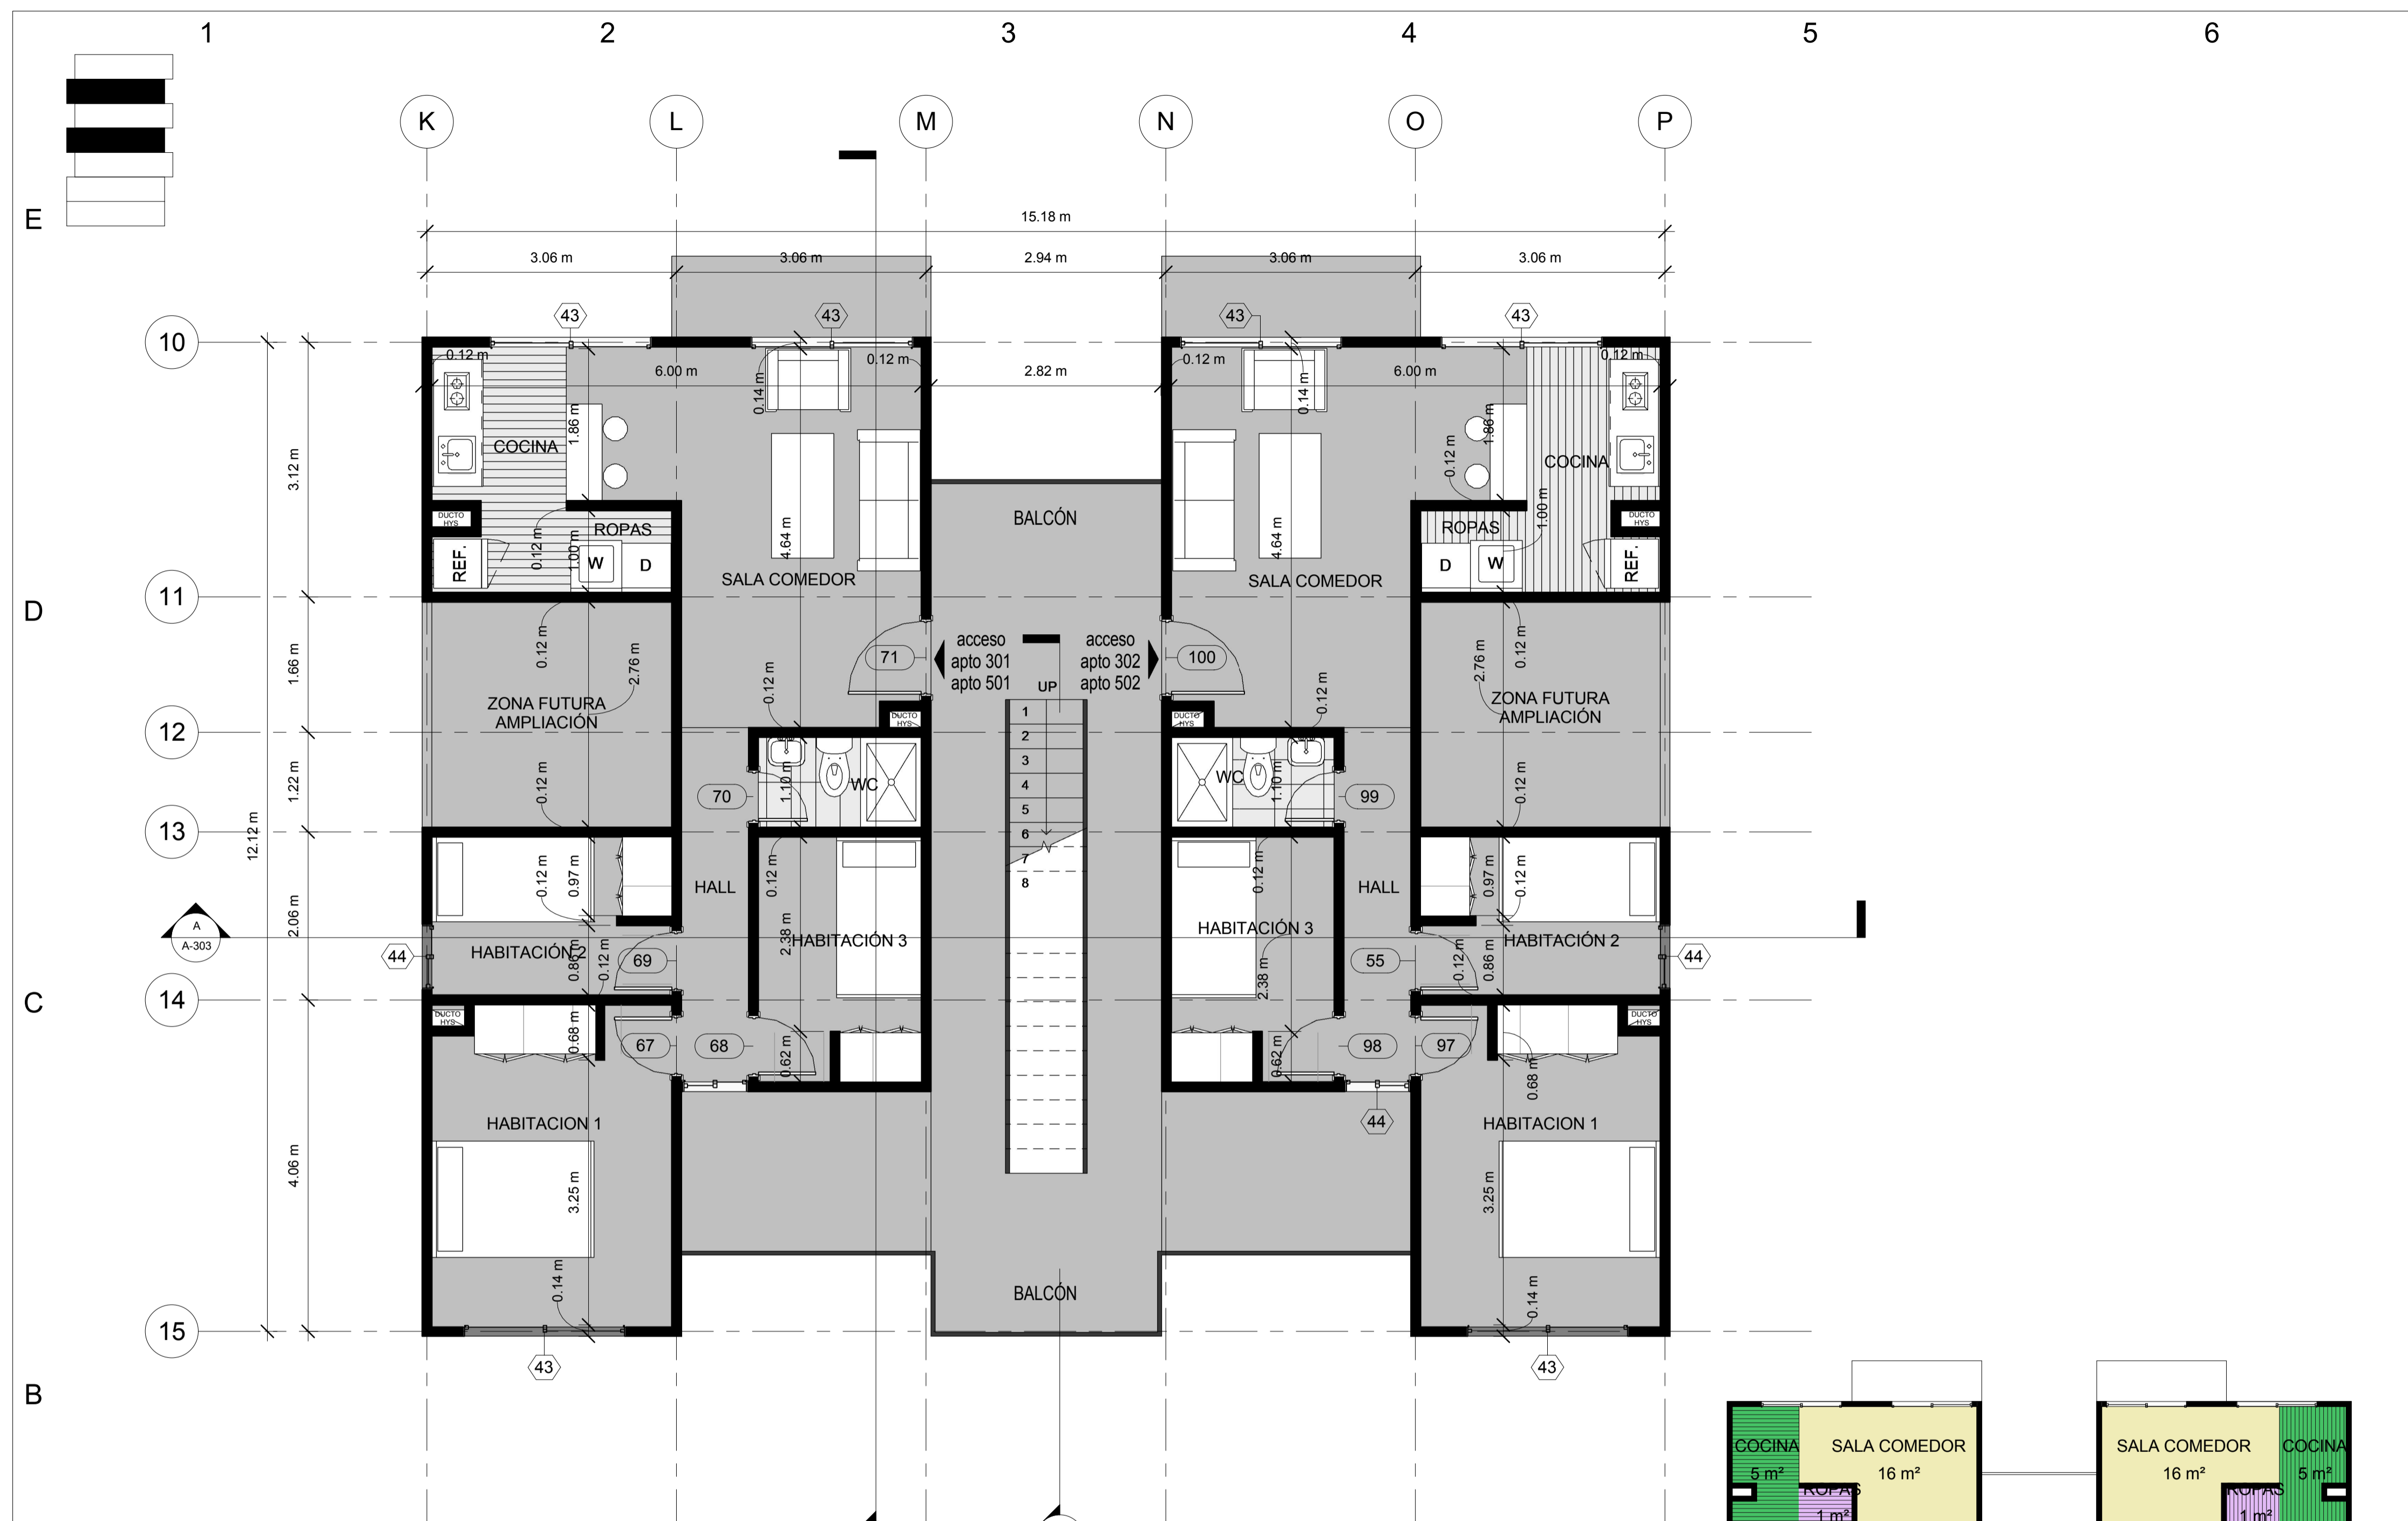 1 2 3 4 5 6
K L M N O P
E
15.18 m
3.06 m 3.06 m 2.94 m 3.06 m 3.06 m
43 43 43 43
10
0.12 m 0.12 m 0.12 m 0.12 m
6.00 m 2.82 m 6.00 m
0.14 m 0.14 m
1.86 m 1.86 m
COCINA COCINA
0.12 m
3.12 m
DUCTO
HYS
DUCTO
HYS
BALCÓN
ROPAS ROPAS
4.64 m 4.64 m
0.12 m 1.00 m 1.00 m
REF. W D D W REF.
SALA COMEDOR SALA COMEDOR
11
D
0.12 m 0.12 m
2.76 m 2.76 m
1.66 m
71
acceso
apto 301
apto 501
acceso
apto 302
apto 502
100
UP
0.12 m 0.12 m
ZONA FUTURA
AMPLIACIÓN
ZONA FUTURA
AMPLIACIÓN
DUCTO
HYS
DUCTO
HYS
12
1
2
3
4
5
6
7
8
1.22 m
0.12 m 0.12 m
70 1.10 m WC WC 1.10 m 99
13
12.12 m
0.12 m 0.97 m 0.12 m 0.12 m 0.97 m 0.12 m
HALL HALL
2.06 m
A
A-303
2.38 m 2.38 m
HABITACIÓN 2 HABITACIÓN 3 HABITACIÓN 3 HABITACIÓN 2
44 0.86 m 0.12 m 69 55 0.12 m 0.86 m 44
14
C
DUCTO
HYS
DUCTO
HYS
0.68 m 67 68 0.62 m 0.62 m 98 97 0.68 m
44
HABITACION 1 HABITACION 1
4.06 m
3.25 m 3.25 m
0.14 m 0.14 m
BALCÓN
15
43 43
B
COCINA SALA COMEDOR SALA COMEDOR COCINA
5 m² 16 m² 16 m² 5 m²
ROPAS ROPAS
1 m² 1 m²